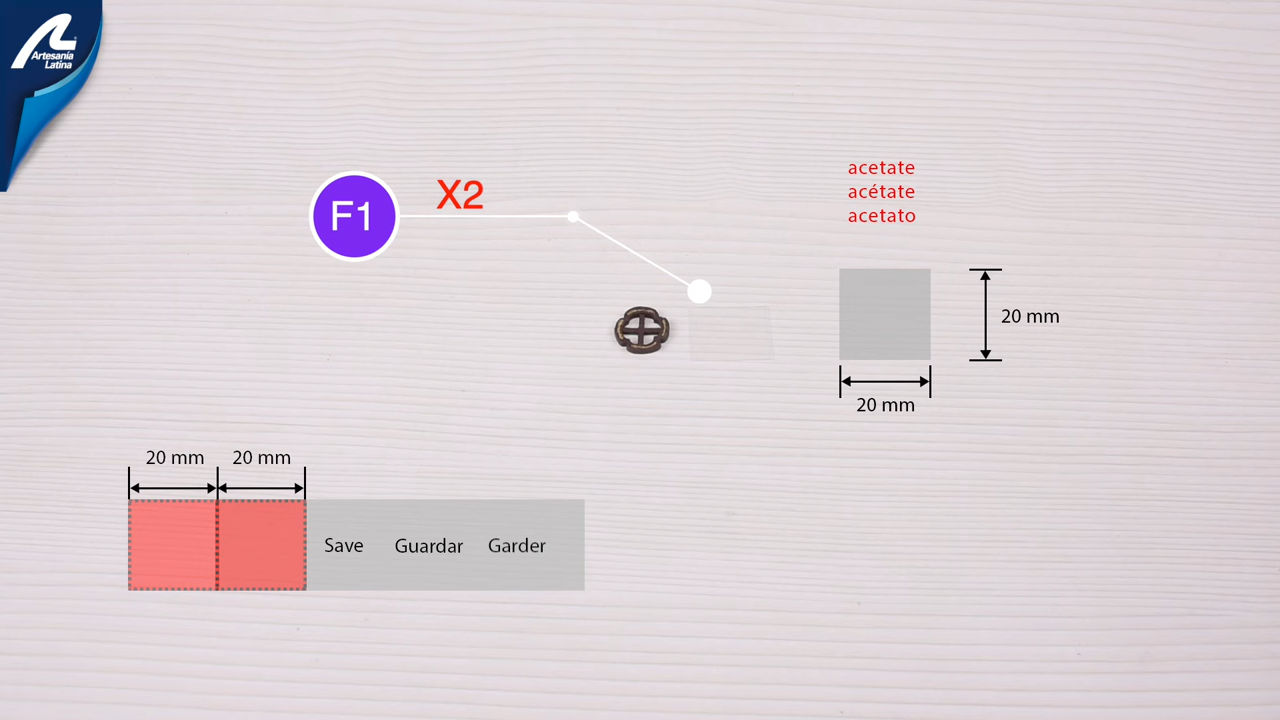 Artesanía
Latina
F1
X2
acetate
acétate
acetato
20 mm
20 mm
20 mm 20 mm
Save Guardar Garder